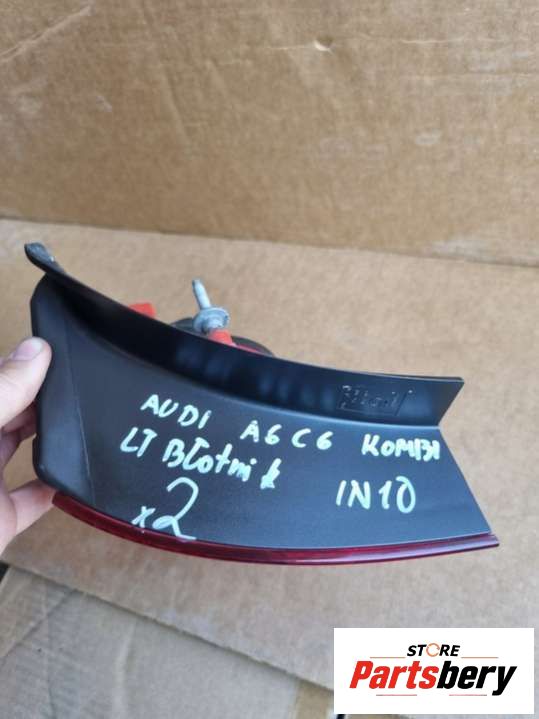 AUDI A6 C6 KOMBI
LT Błotnik IN10
x2
STORE
Partsbery